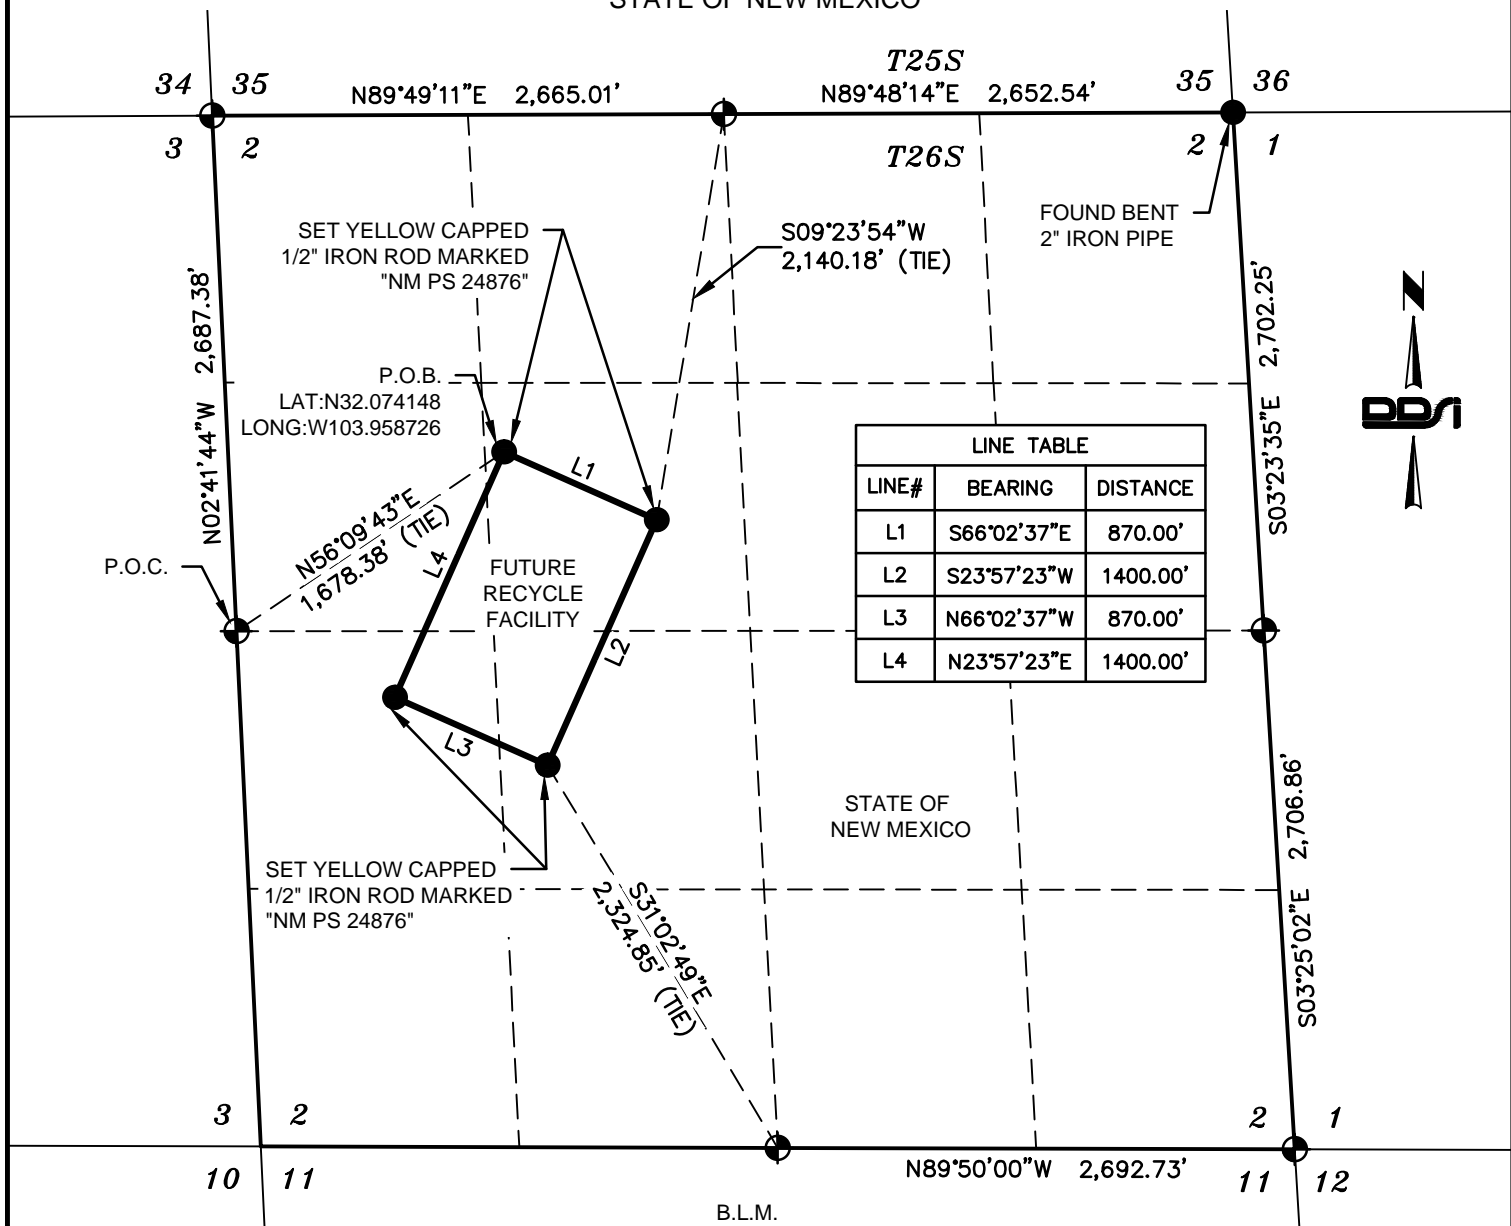 STATE OF NEW MEXICO
T25S
34 35
N89°49'11"E 2,665.01'
N89°48'14"E 2,652.54'
35 36
3 2
T26S
2 1
SET YELLOW CAPPED
1/2" IRON ROD MARKED
"NM PS 24876"
S09°23'54"W
2,140.18' (TIE)
FOUND BENT
2" IRON PIPE
N
DDSi
N02°41'44"W 2,687.38'
S03°23'35"E 2,702.25'
P.O.B.
LAT:N32.074148
LONG:W103.958726
L1
N56°09'43"E
1,678.38' (TIE)
L4
P.O.C.
FUTURE
RECYCLE
FACILITY
L2
L3
LINE TABLE
LINE# BEARING DISTANCE
L1 S66°02'37"E 870.00'
L2 S23°57'23"W 1400.00'
L3 N66°02'37"W 870.00'
L4 N23°57'23"E 1400.00'
STATE OF
NEW MEXICO
S03°25'02"E 2,706.86'
SET YELLOW CAPPED
1/2" IRON ROD MARKED
"NM PS 24876"
S31°02'49"E
2,324.85' (TIE)
3 2
2 1
10 11
N89°50'00"W 2,692.73'
11 12
B.L.M.